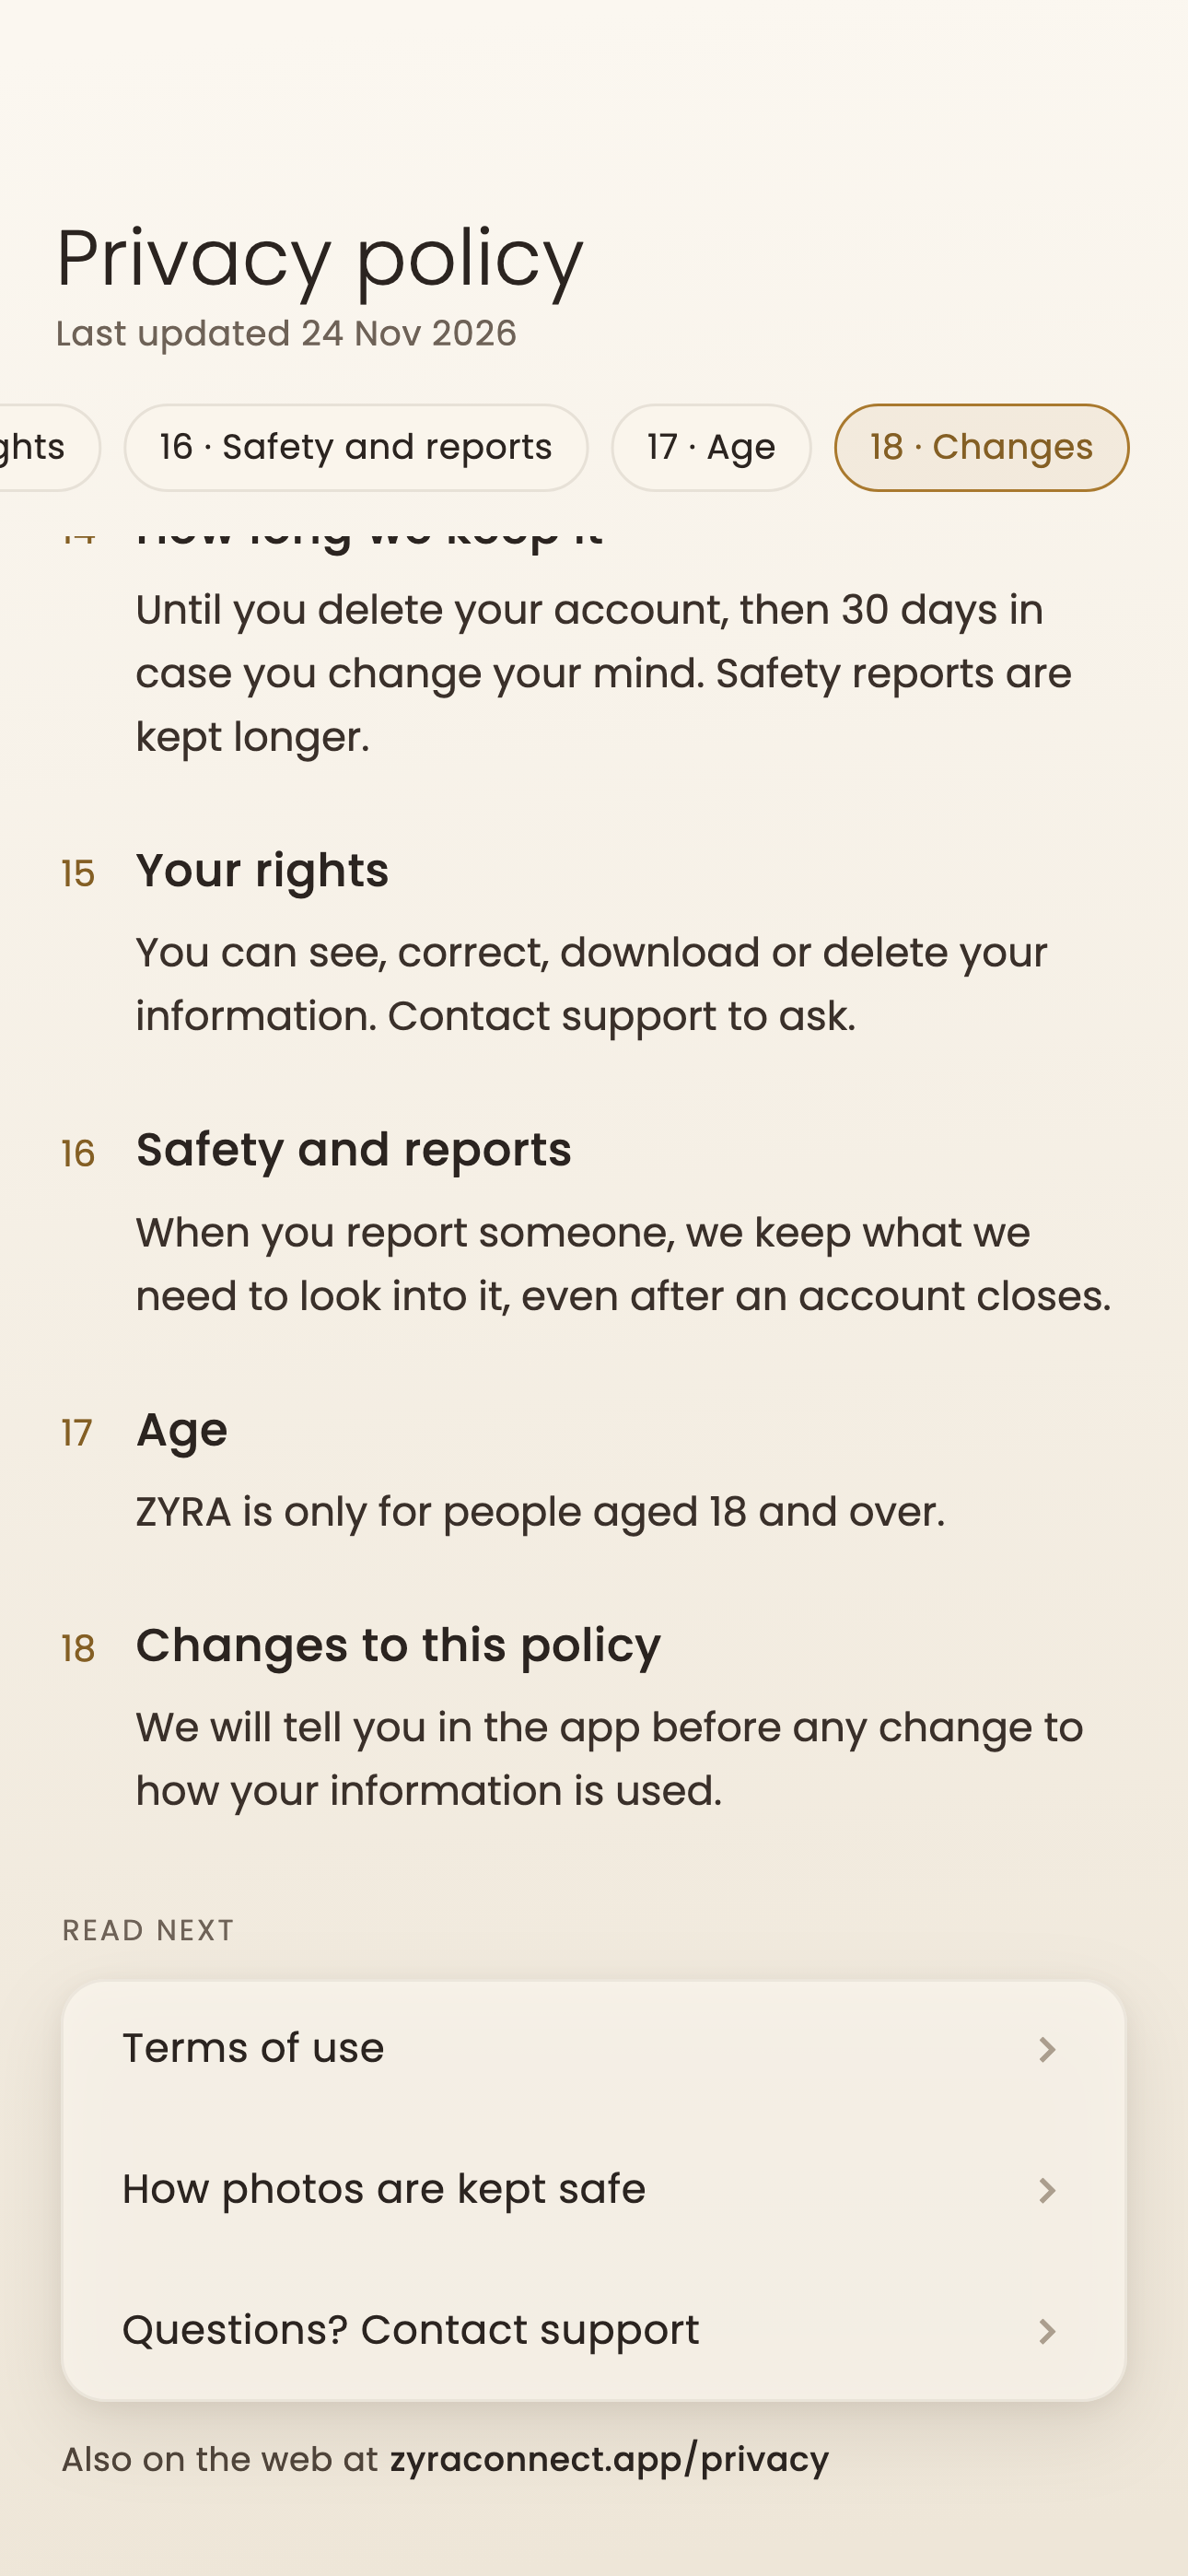 Privacy policy
Last updated 24 Nov 2026
ghts
16 · Safety and reports
17 · Age
18 · Changes
14 How long we keep it
Until you delete your account, then 30 days in
case you change your mind. Safety reports are
kept longer.
15 Your rights
You can see, correct, download or delete your
information. Contact support to ask.
16 Safety and reports
When you report someone, we keep what we
need to look into it, even after an account closes.
17 Age
ZYRA is only for people aged 18 and over.
18 Changes to this policy
We will tell you in the app before any change to
how your information is used.
READ NEXT
Terms of use
How photos are kept safe
Questions? Contact support
Also on the web at zyraconnect.app/privacy